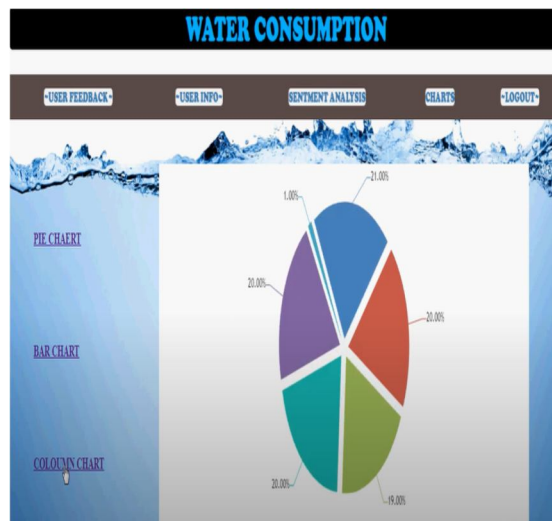 WATER CONSUMPTION
~USER FEEDBACK ~ ~USER INFO~ SENTMENT ANALYSIS CHARTS ~LOGOUT~
21.00%
1.00%
PIE CHAERT
20.00%
20.00%
BAR CHART
COLOUMN CHART
20.00%
19.00%